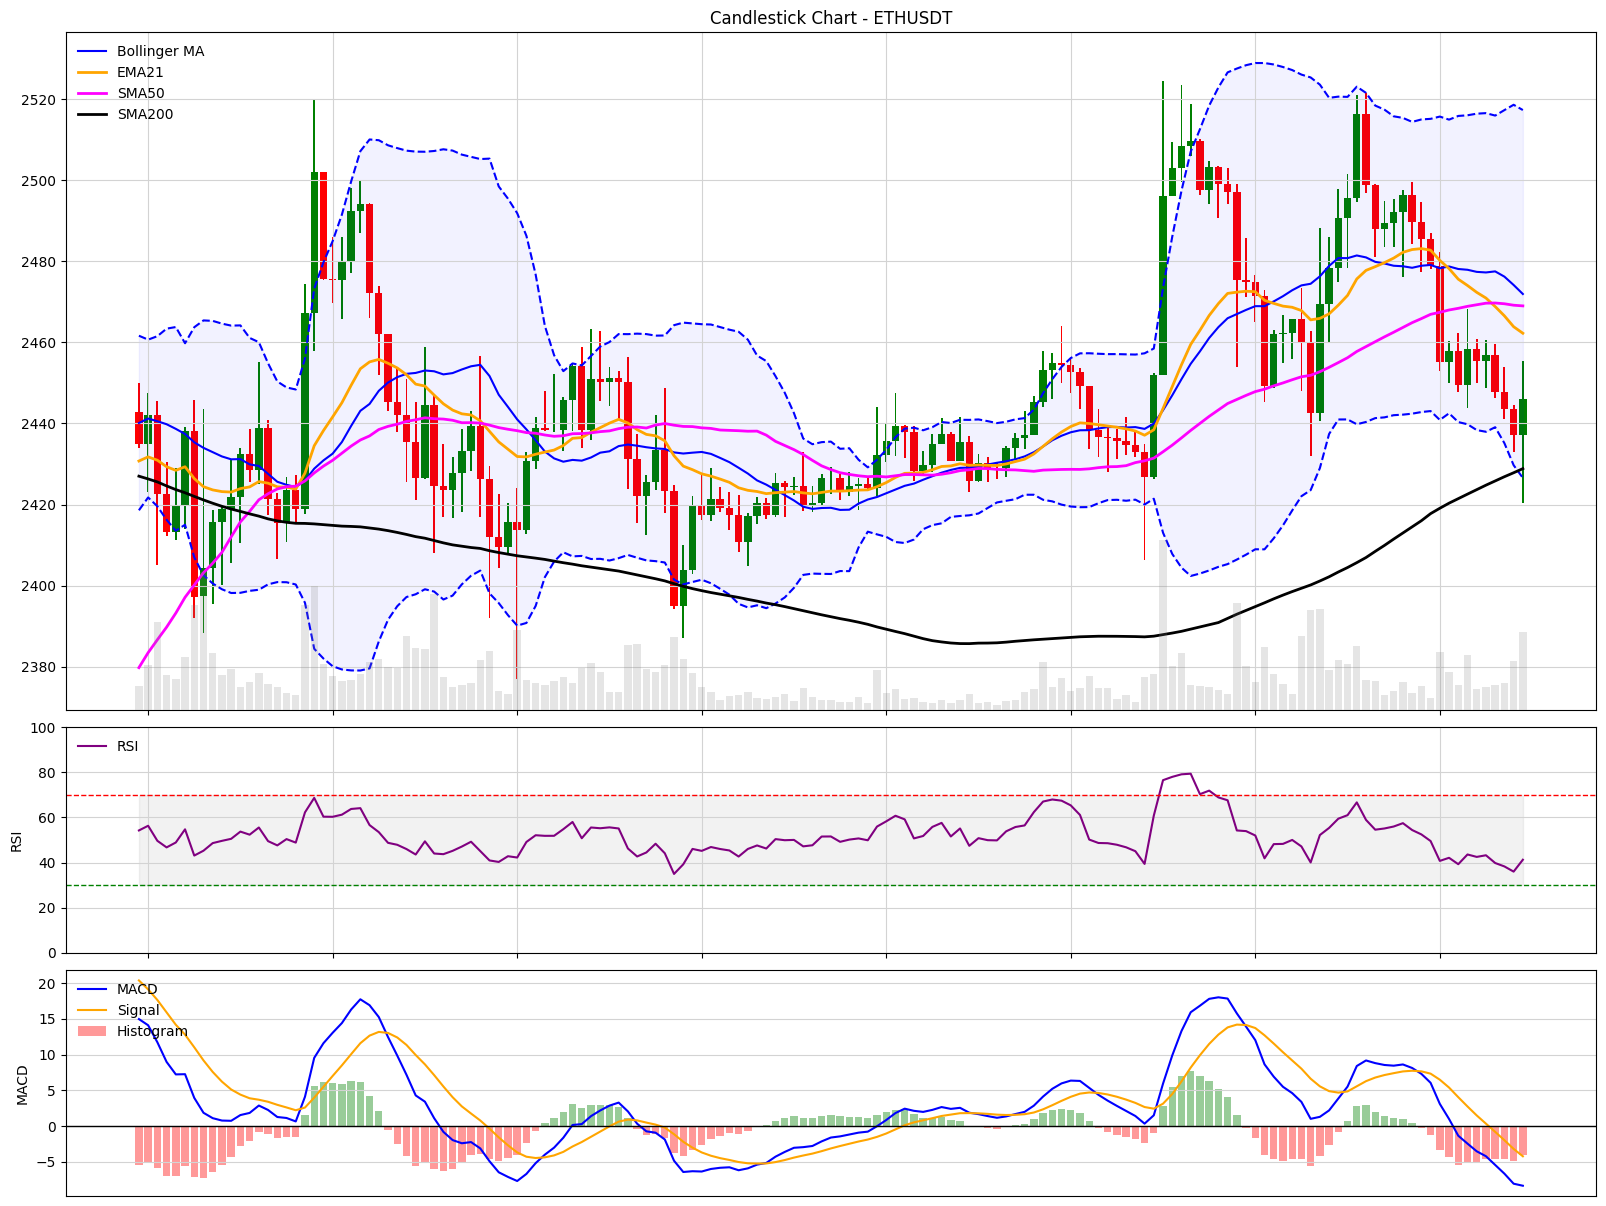 Candlestick Chart - ETHUSDT
Bollinger MA
EMA21
SMA50
SMA200
2520
2500
2480
2460
2440
2420
2400
2380
100
RSI
80
60
40
20
0
RSI
20
MACD
Signal
15
Histogram
10
5
0
−5
MACD